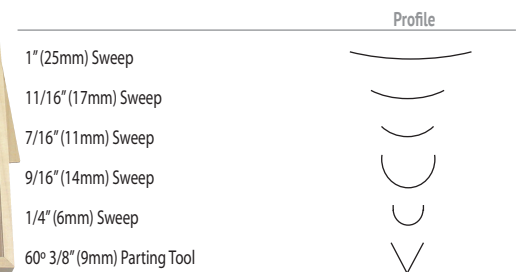 Profile
1" (25mm) Sweep
11/16" (17mm) Sweep
7/16" (11mm) Sweep
9/16" (14mm) Sweep
1/4" (6mm) Sweep
60º 3/8" (9mm) Parting Tool